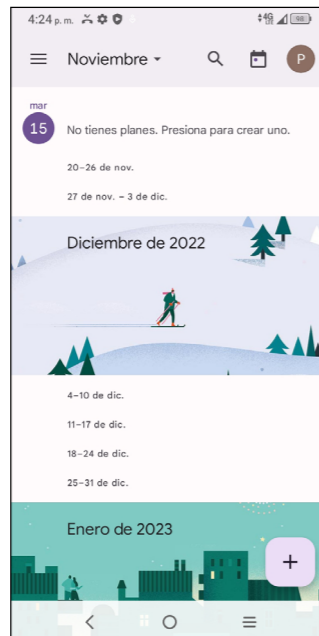 4:24 p. m.
4G
98
Noviembre
P
mar
15
No tienes planes. Presiona para crear uno.
20–26 de nov.
27 de nov. – 3 de dic.
Diciembre de 2022
4–10 de dic.
11–17 de dic.
18–24 de dic.
25–31 de dic.
Enero de 2023